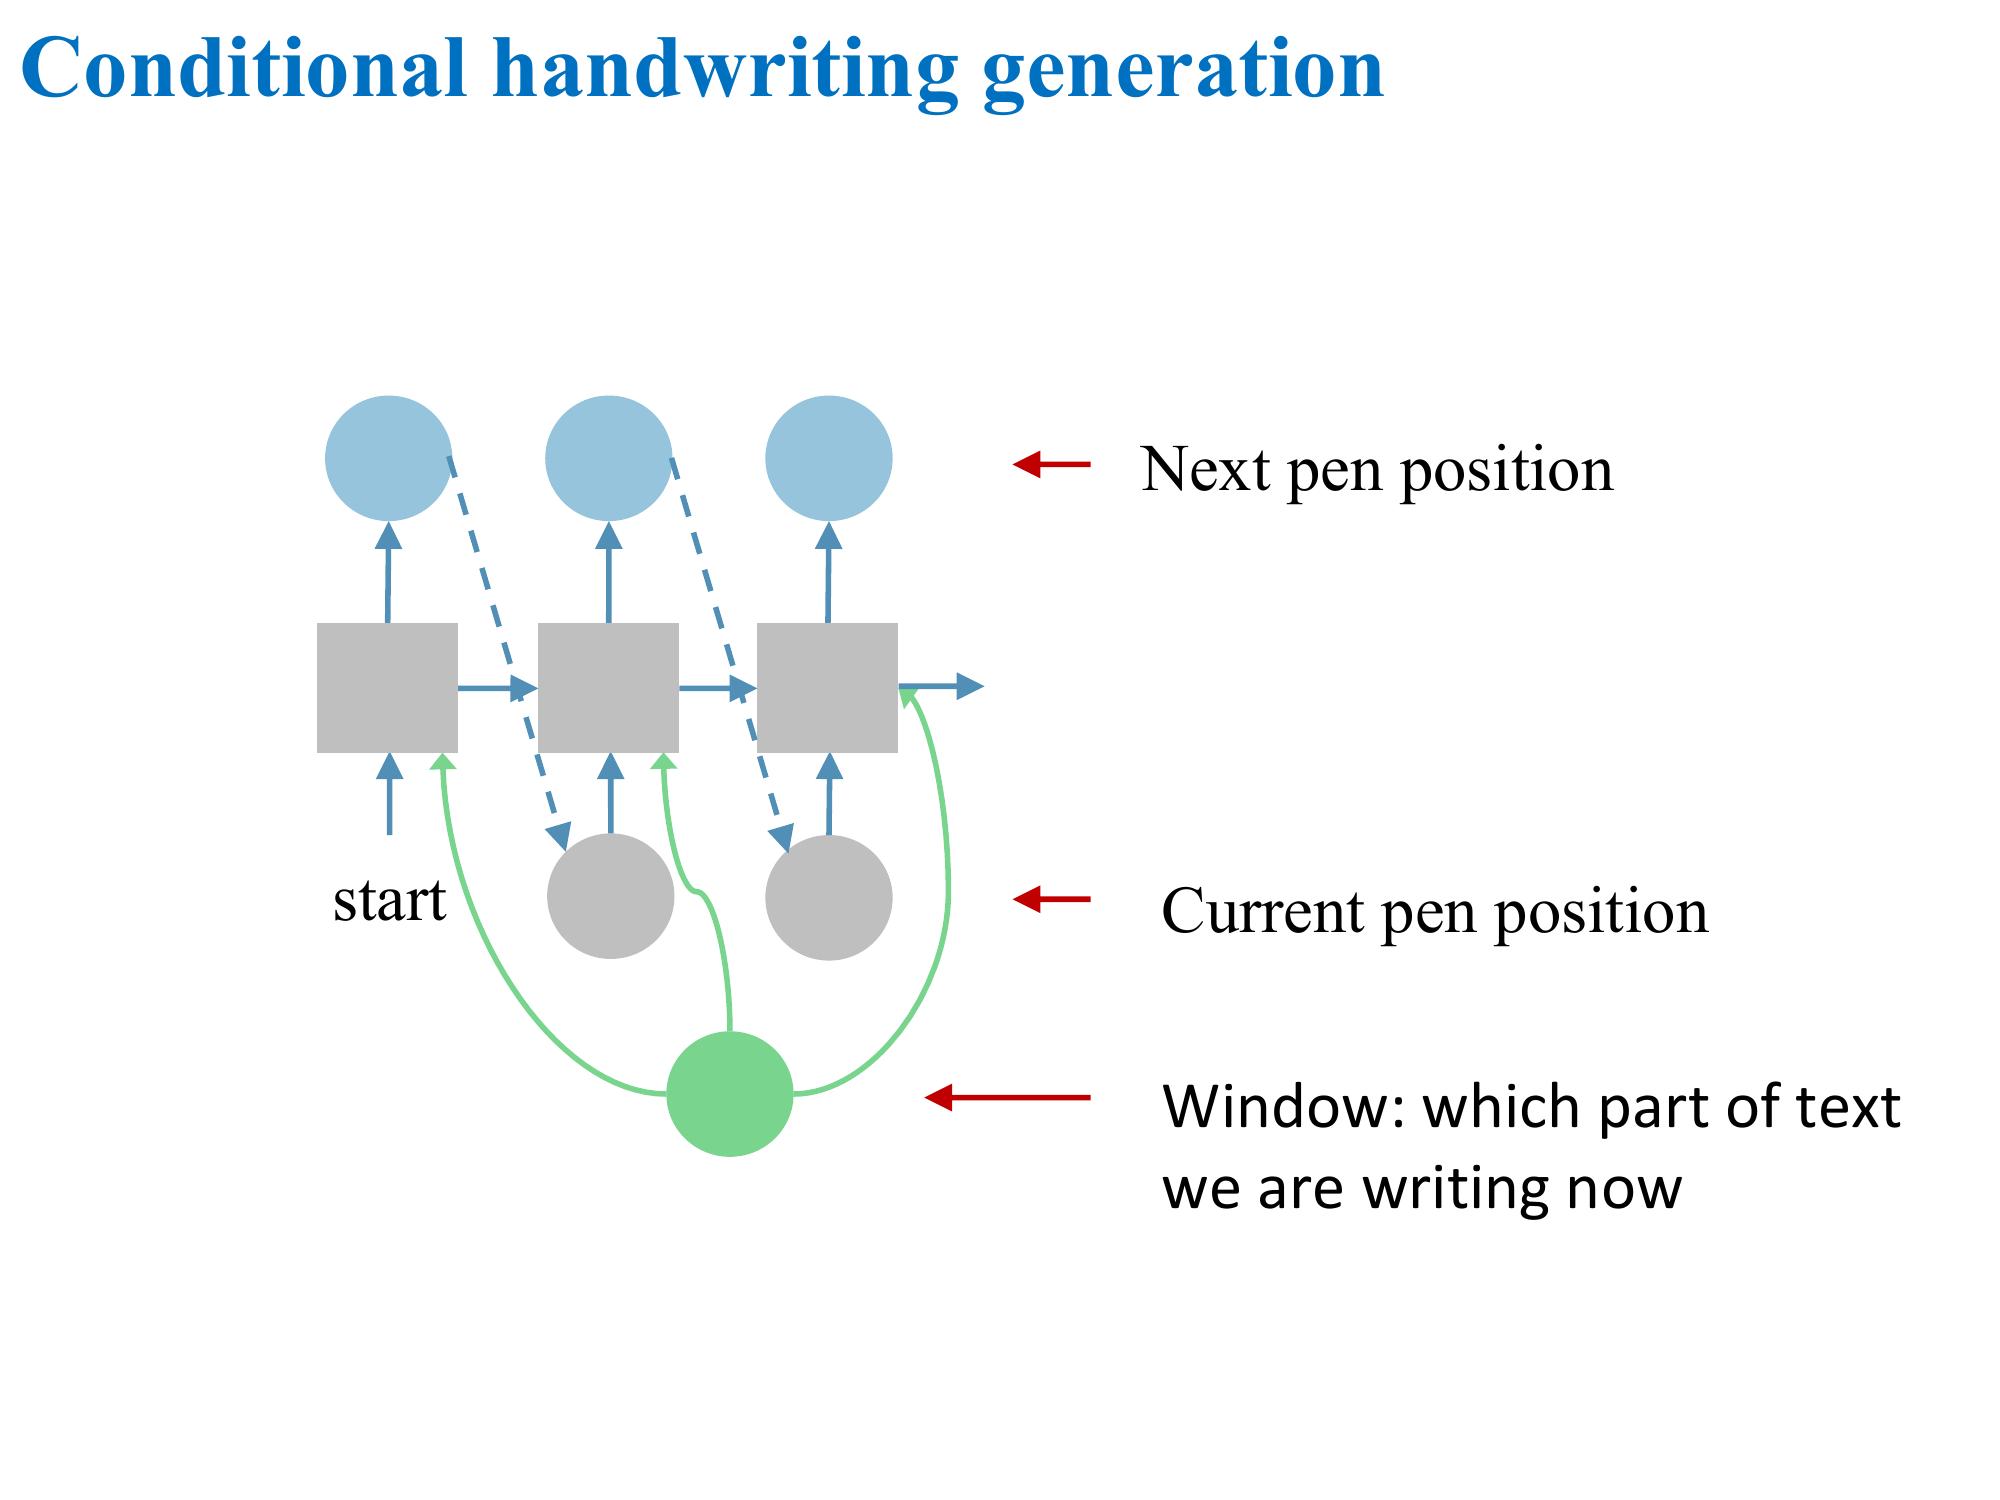 Conditional handwriting generation
Next pen position
start
Current pen position
Window: which part of text
we are writing now